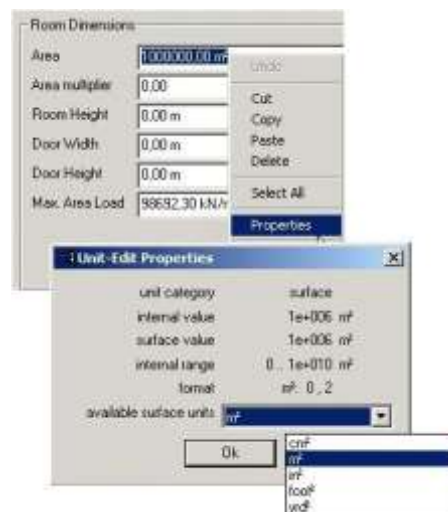 Room Dimensions
Area 1000000.00 m²
Area multiplier 0,00
Room Height 0,00 m
Door Width 0,00 m
Door Height 0,00 m
Max. Area Load 98692,30 kN/
Undo
Cut
Copy
Paste
Delete
Select All
Properties
Unit-Edit Properties
unit category surface
internal value 1e+006 m²
surface value 1e+006 m²
internal range 0 .. 1e+010 m²
format m²: 0 , 2
available surface units m²
Ok
cm²
m²
in²
foot²
yrd²